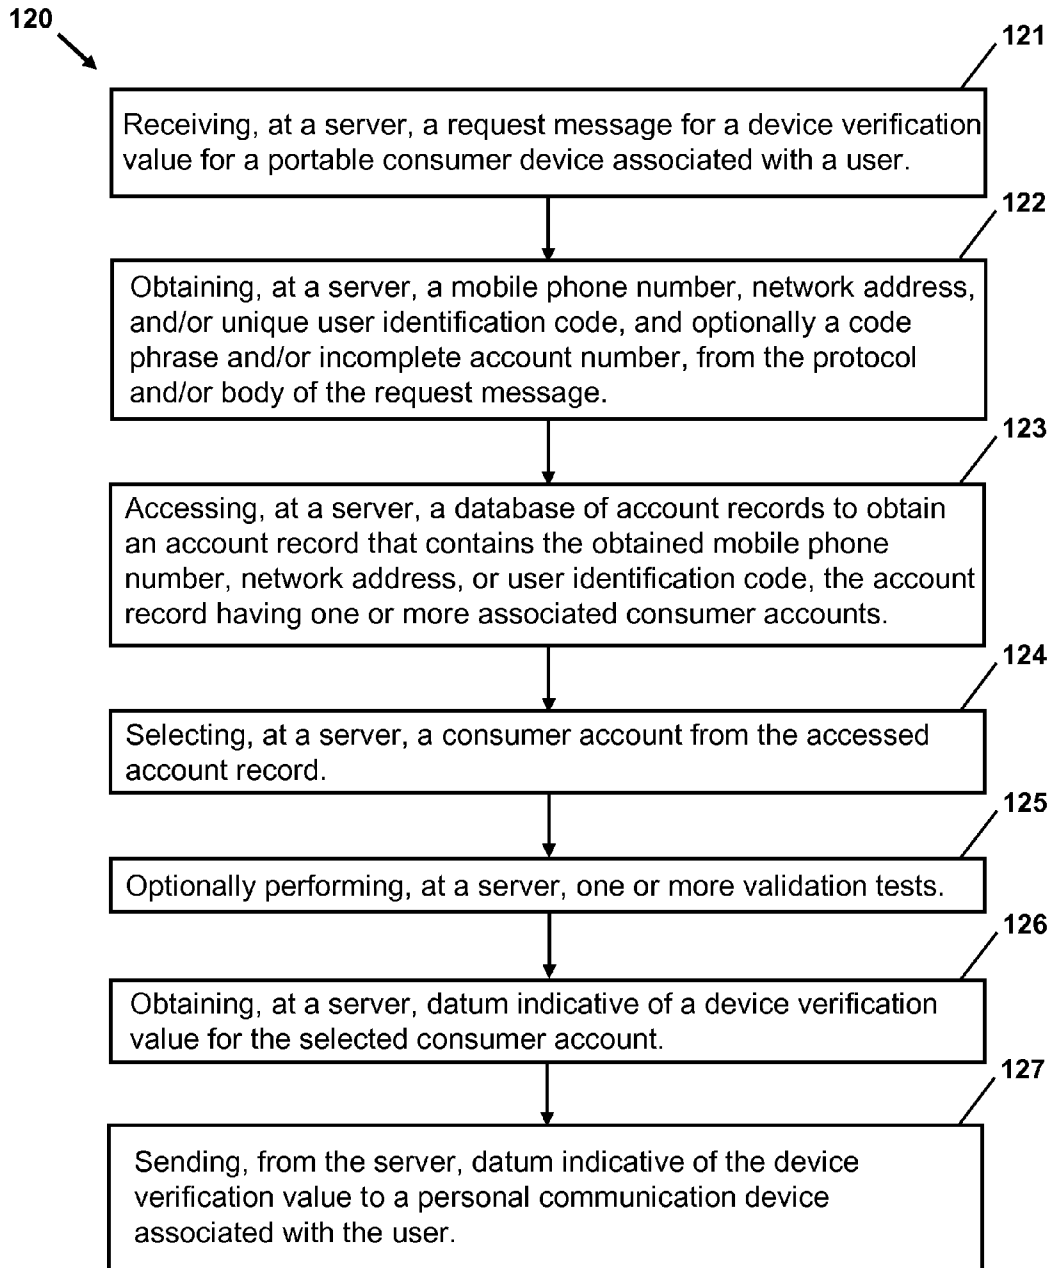 120
121
Receiving, at a server, a request message for a device verification
value for a portable consumer device associated with a user.
122
Obtaining, at a server, a mobile phone number, network address,
and/or unique user identification code, and optionally a code
phrase and/or incomplete account number, from the protocol
and/or body of the request message.
123
Accessing, at a server, a database of account records to obtain
an account record that contains the obtained mobile phone
number, network address, or user identification code, the account
record having one or more associated consumer accounts.
124
Selecting, at a server, a consumer account from the accessed
account record.
125
Optionally performing, at a server, one or more validation tests.
126
Obtaining, at a server, datum indicative of a device verification
value for the selected consumer account.
127
Sending, from the server, datum indicative of the device
verification value to a personal communication device
associated with the user.